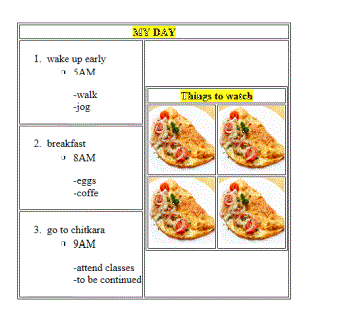 MY DAY
1. wake up early
▫ 5AM
-walk
-jog
2. breakfast
▫ 8AM
-eggs
-coffe
3. go to chitkara
▫ 9AM
-attend classes
-to be continued
Things to watch